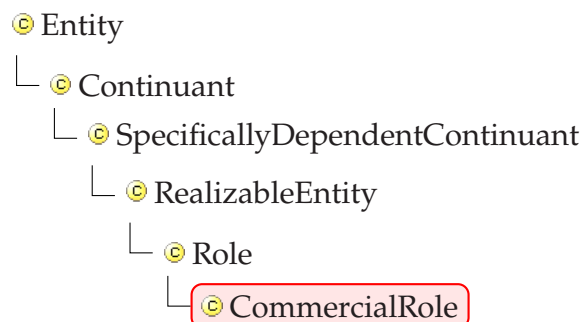 C Entity
C Continuant
C SpecificallyDependentContinuant
C RealizableEntity
C Role
C CommercialRole